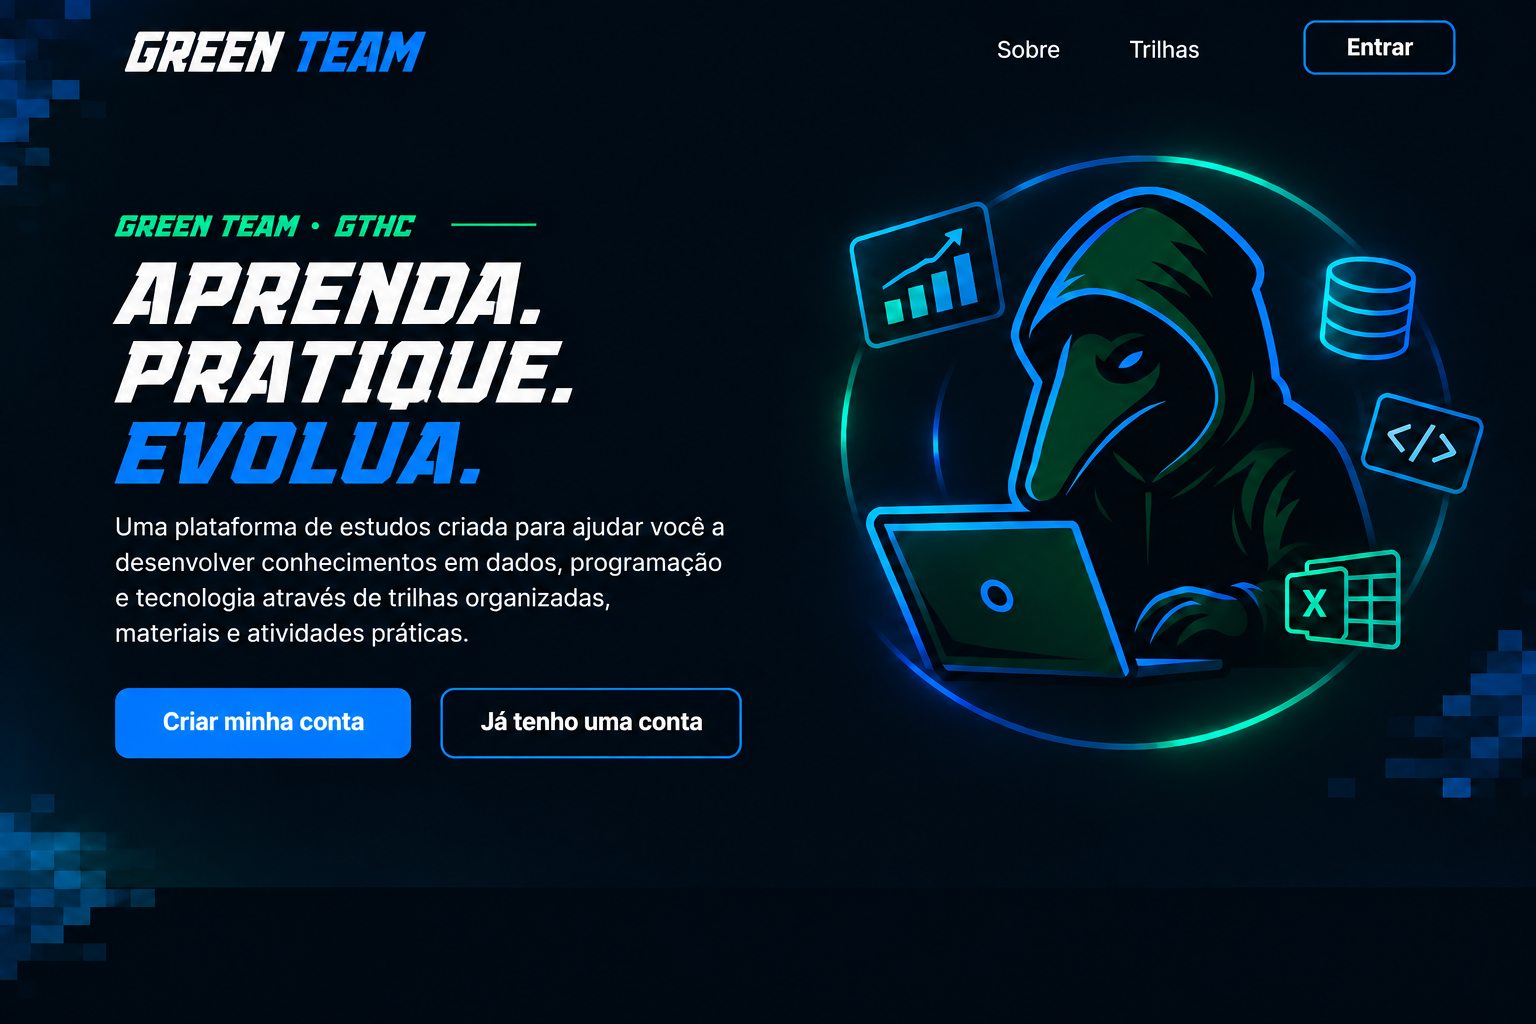 GREEN TEAM
Sobre
Trilhas
Entrar
GREEN TEAM • GTHC
APRENDA.
PRATIQUE.
EVOLUA.
Uma plataforma de estudos criada para ajudar você a
desenvolver conhecimentos em dados, programação
e tecnologia através de trilhas organizadas,
materiais e atividades práticas.
Criar minha conta
Já tenho uma conta
</>
X